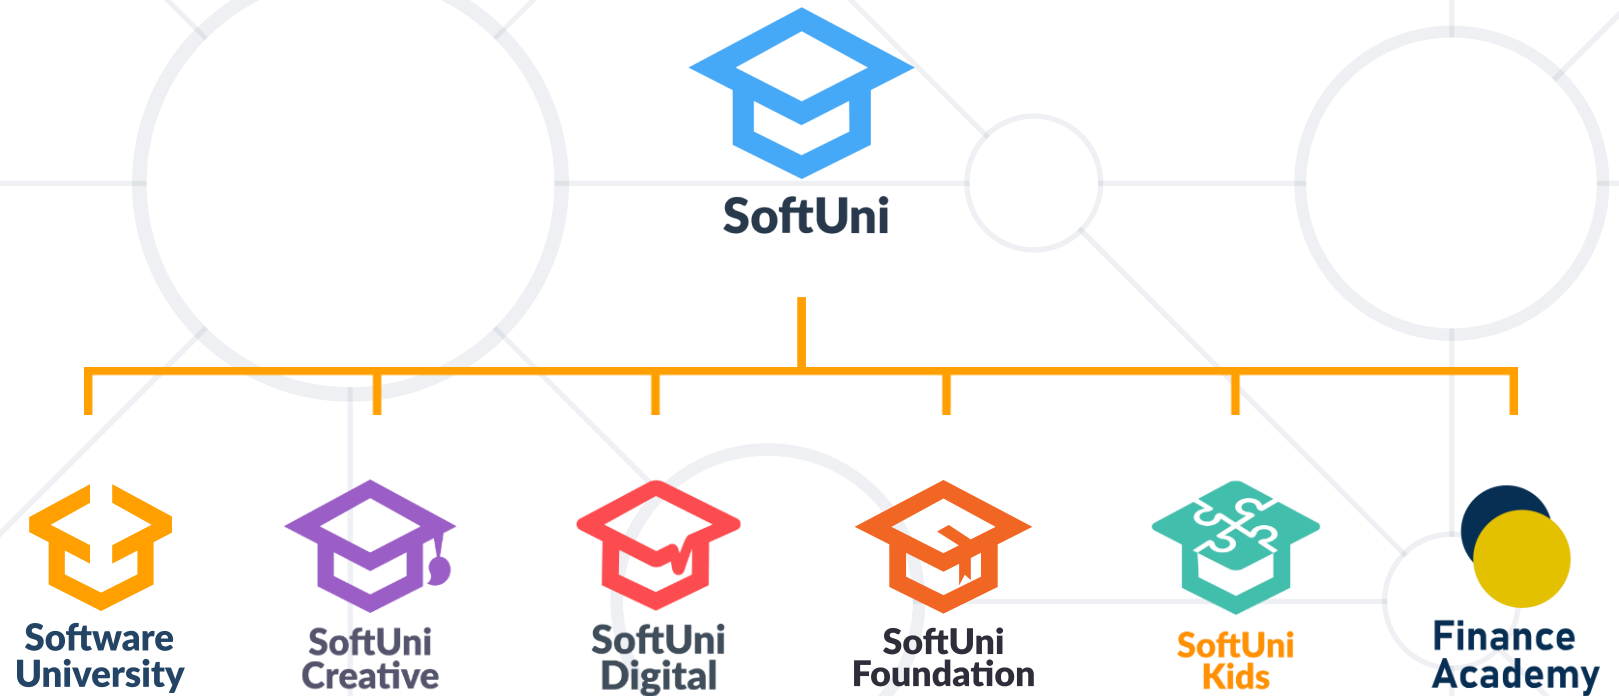 SoftUni
Software
University
SoftUni
Creative
SoftUni
Digital
SoftUni
Foundation
SoftUni
Kids
Finance
Academy